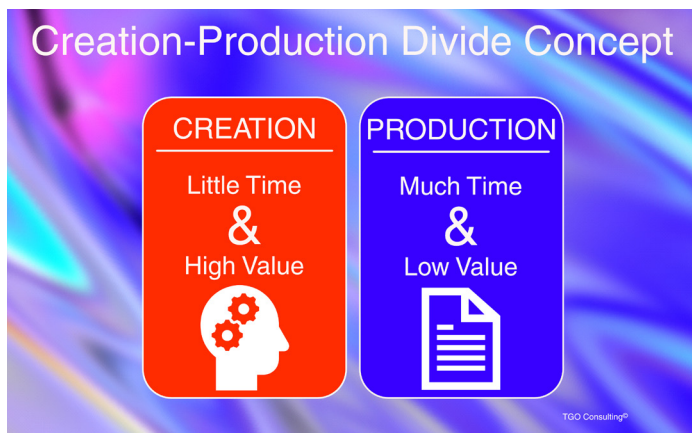 Creation-Production Divide Concept
CREATION
Little Time
&
High Value
PRODUCTION
Much Time
&
Low Value
TGO Consulting©